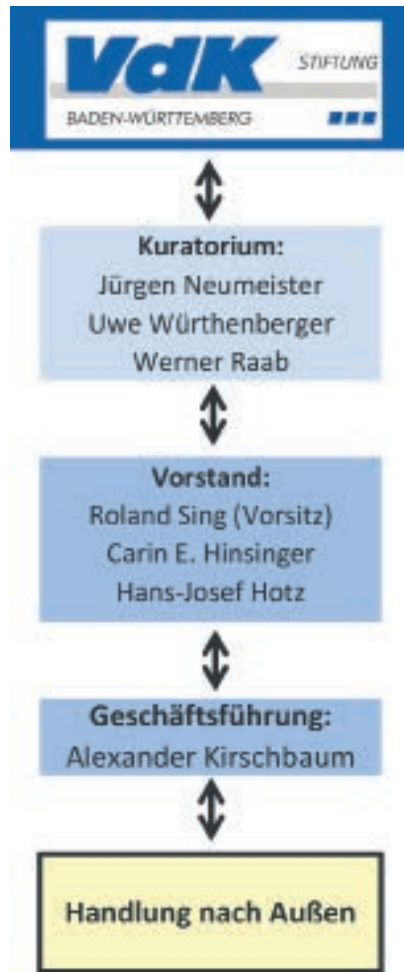 VdK STIFTUNG
BADEN-WÜRTTEMBERG
Kuratorium:
Jürgen Neumeister
Uwe Würthenberger
Werner Raab
Vorstand:
Roland Sing (Vorsitz)
Carin E. Hinsinger
Hans-Josef Hotz
Geschäftsführung:
Alexander Kirschbaum
Handlung nach Außen